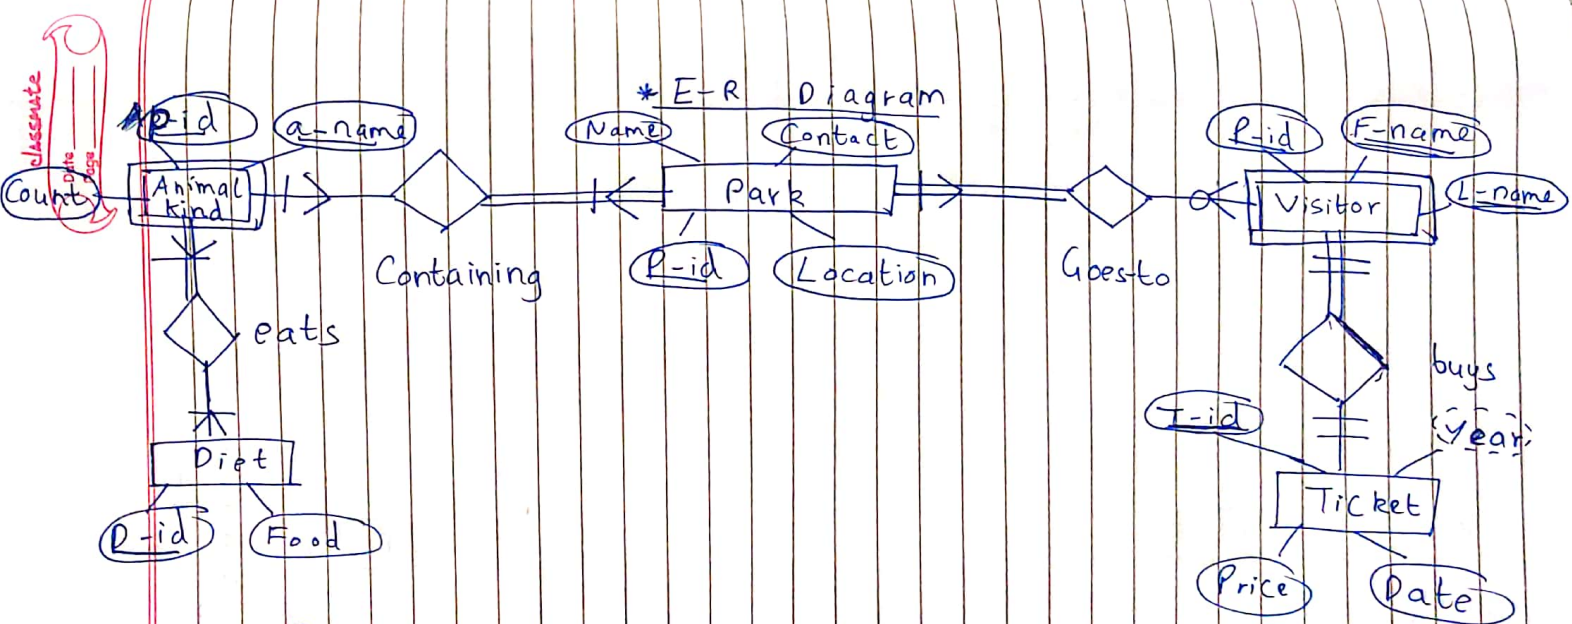 classmate
Date
Page
* E-R Diagram
P-id
a-name
Count
Animal
kind
Name
Contact
Park
P-id
Location
Containing
P-id
F-name
L-name
Visitor
Goes-to
eats
Diet
D-id
Food
buys
T-id
Year
Ticket
Price
Date